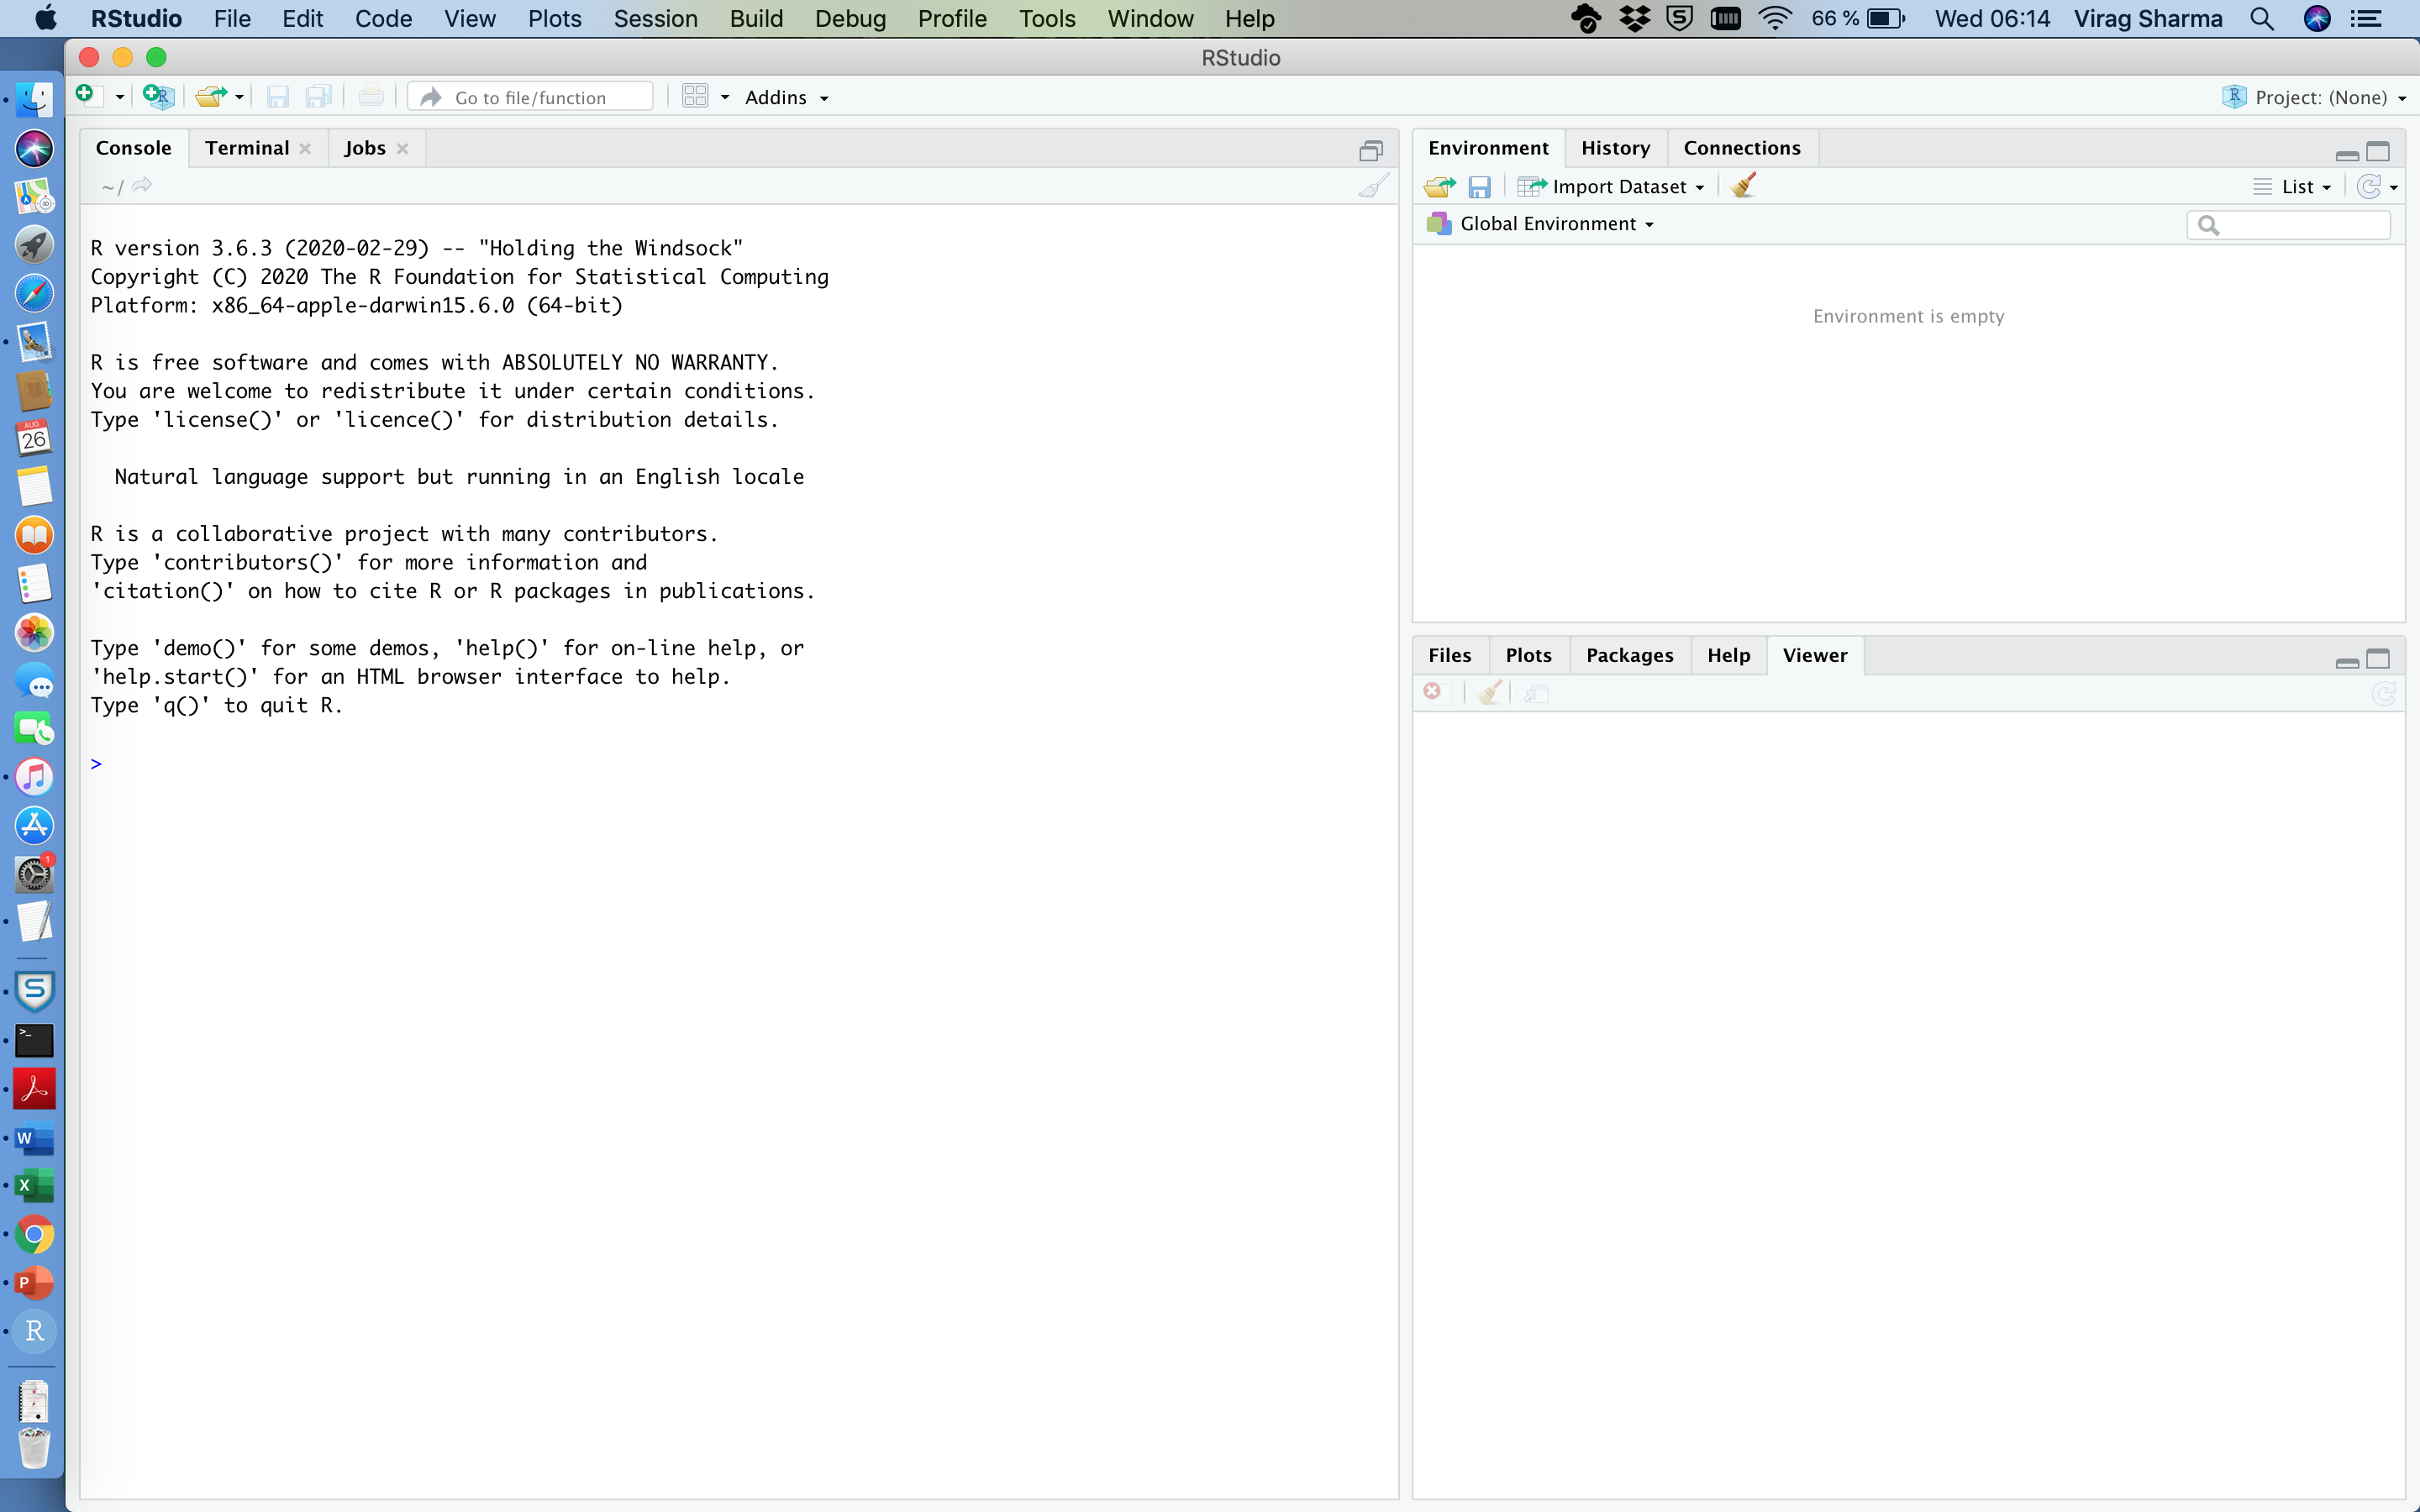 RStudio File Edit Code View Plots Session Build Debug Profile Tools Window Help 66 % Wed 06:14 Virag Sharma
RStudio
Go to file/function Addins Project: (None)
Console Terminal Jobs
~/
R version 3.6.3 (2020-02-29) -- "Holding the Windsock"
Copyright (C) 2020 The R Foundation for Statistical Computing
Platform: x86_64-apple-darwin15.6.0 (64-bit)
R is free software and comes with ABSOLUTELY NO WARRANTY.
You are welcome to redistribute it under certain conditions.
Type 'license()' or 'licence()' for distribution details.
Natural language support but running in an English locale
R is a collaborative project with many contributors.
Type 'contributors()' for more information and
'citation()' on how to cite R or R packages in publications.
Type 'demo()' for some demos, 'help()' for on-line help, or
'help.start()' for an HTML browser interface to help.
Type 'q()' to quit R.
>
Environment History Connections
Import Dataset List
Global Environment
Environment is empty
Files Plots Packages Help Viewer
AUG
26
1
S
>_
W
X
P
R